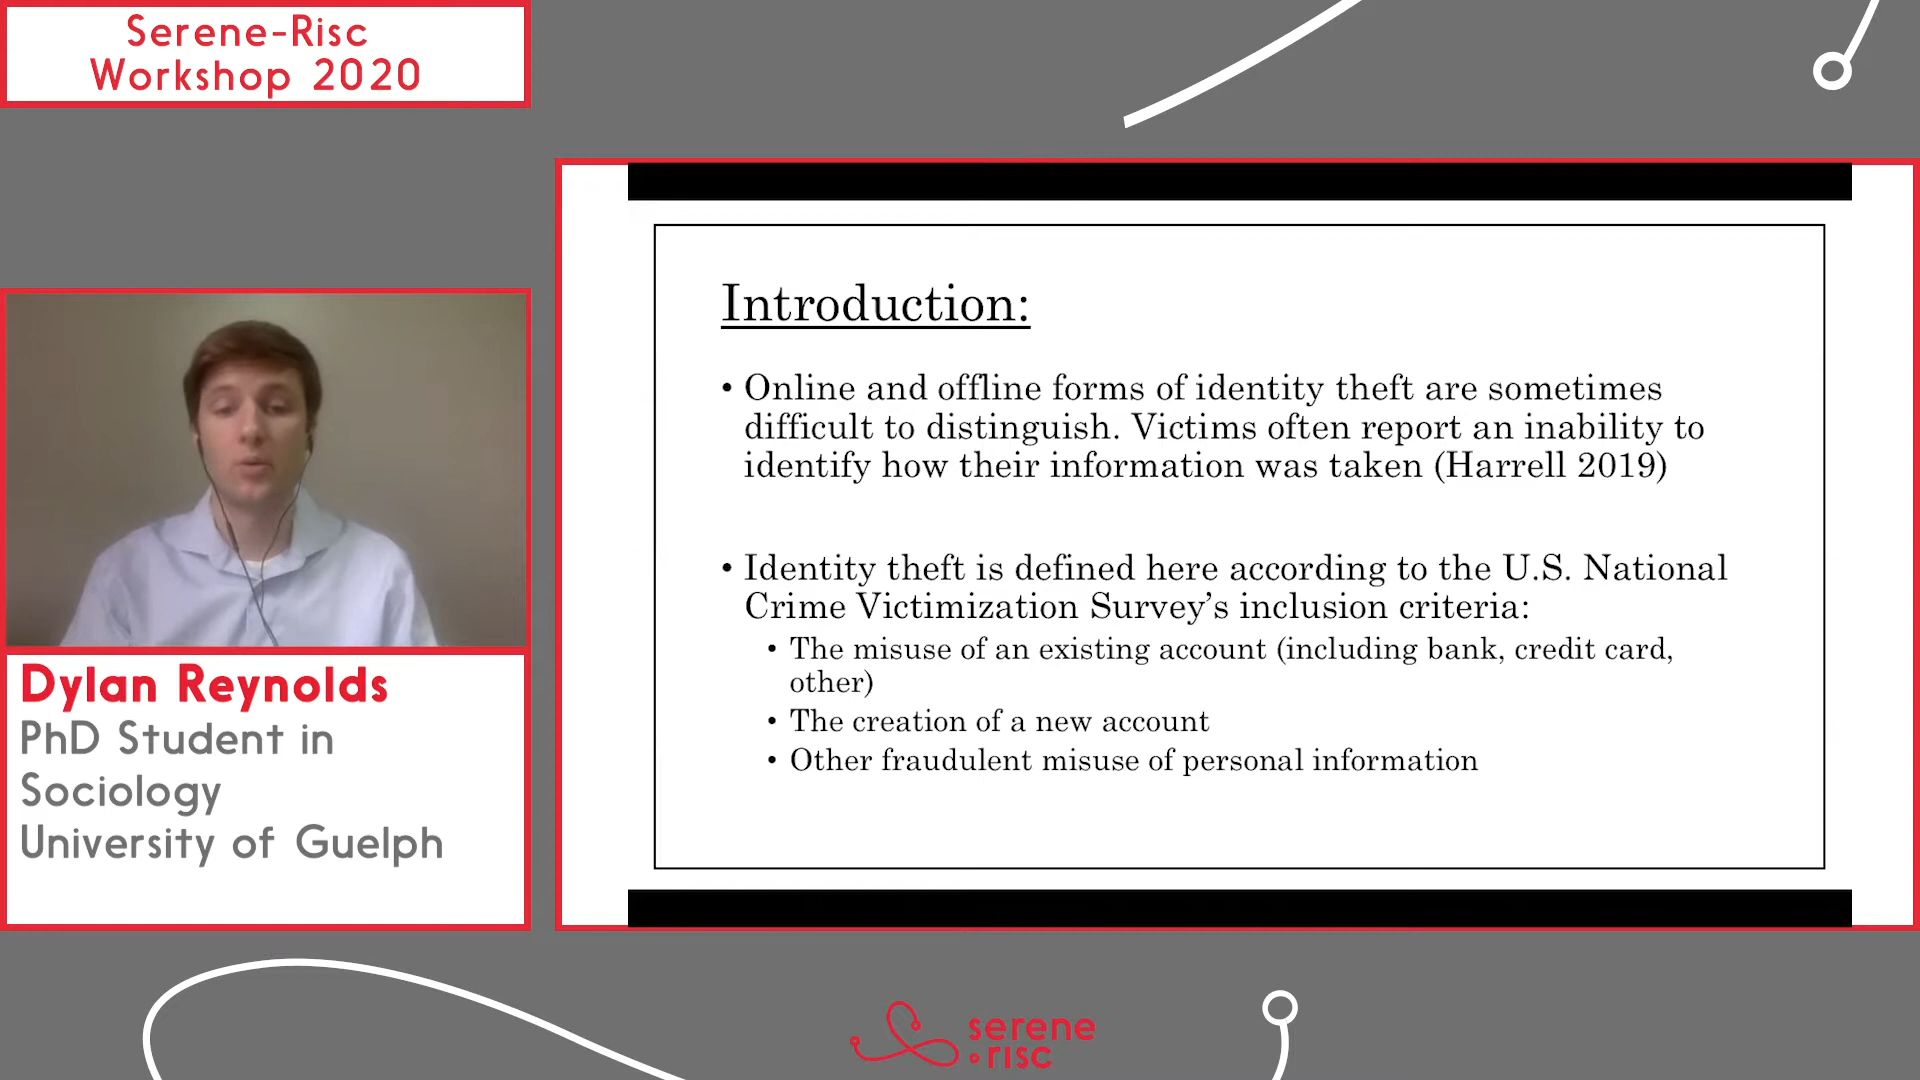 Serene-Risc
Workshop 2020
Introduction:
• Online and offline forms of identity theft are sometimes
difficult to distinguish. Victims often report an inability to
identify how their information was taken (Harrell 2019)
• Identity theft is defined here according to the U.S. National
Crime Victimization Survey’s inclusion criteria:
• The misuse of an existing account (including bank, credit card,
other)
• The creation of a new account
• Other fraudulent misuse of personal information
Dylan Reynolds
PhD Student in
Sociology
University of Guelph
serene
risc